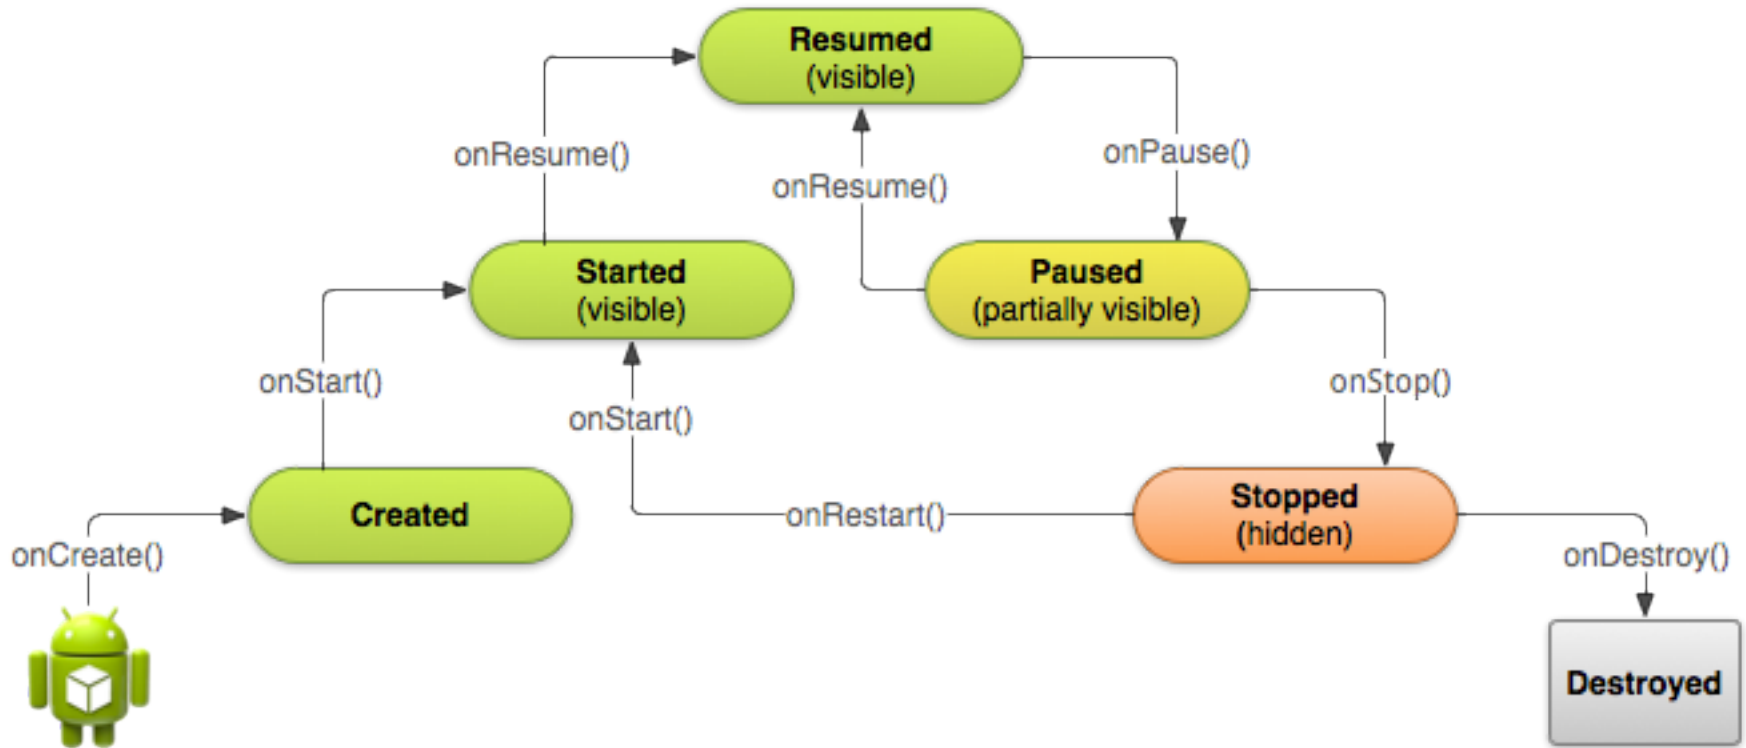 Resumed
(visible)
onResume()
onPause()
onResume()
Started
(visible)
Paused
(partially visible)
onStart()
onStop()
onStart()
Created
onRestart()
Stopped
(hidden)
onCreate()
onDestroy()
Destroyed